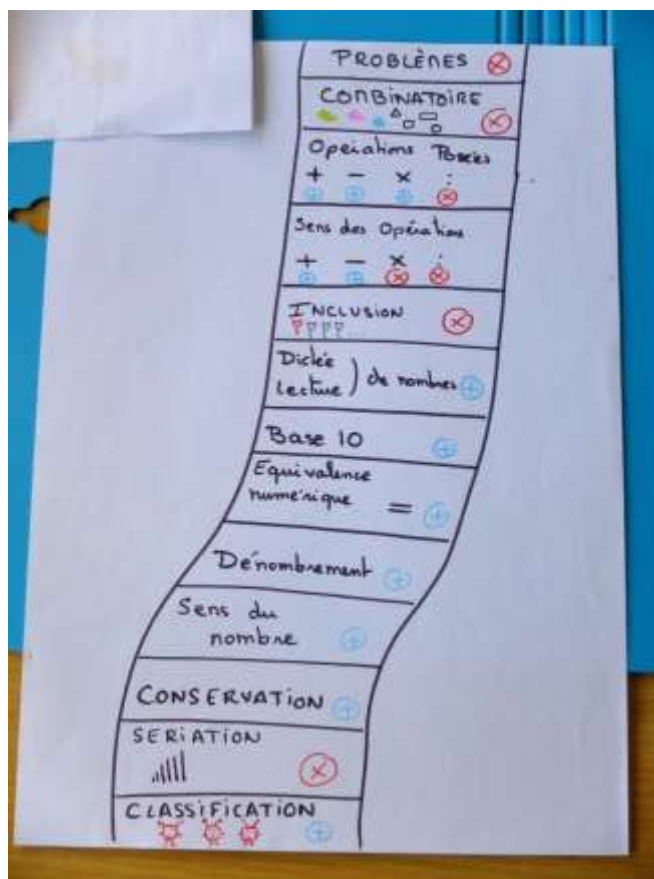 PROBLÈMES
COMBINATOIRE
Opérations Posées
+ - × :
Sens des Opérations
+ - × :
INCLUSION
Dictée
Lecture ) de nombres
Base 10
Equivalence
numérique =
Dénombrement
Sens du
nombre
CONSERVATION
SERIATION
CLASSIFICATION